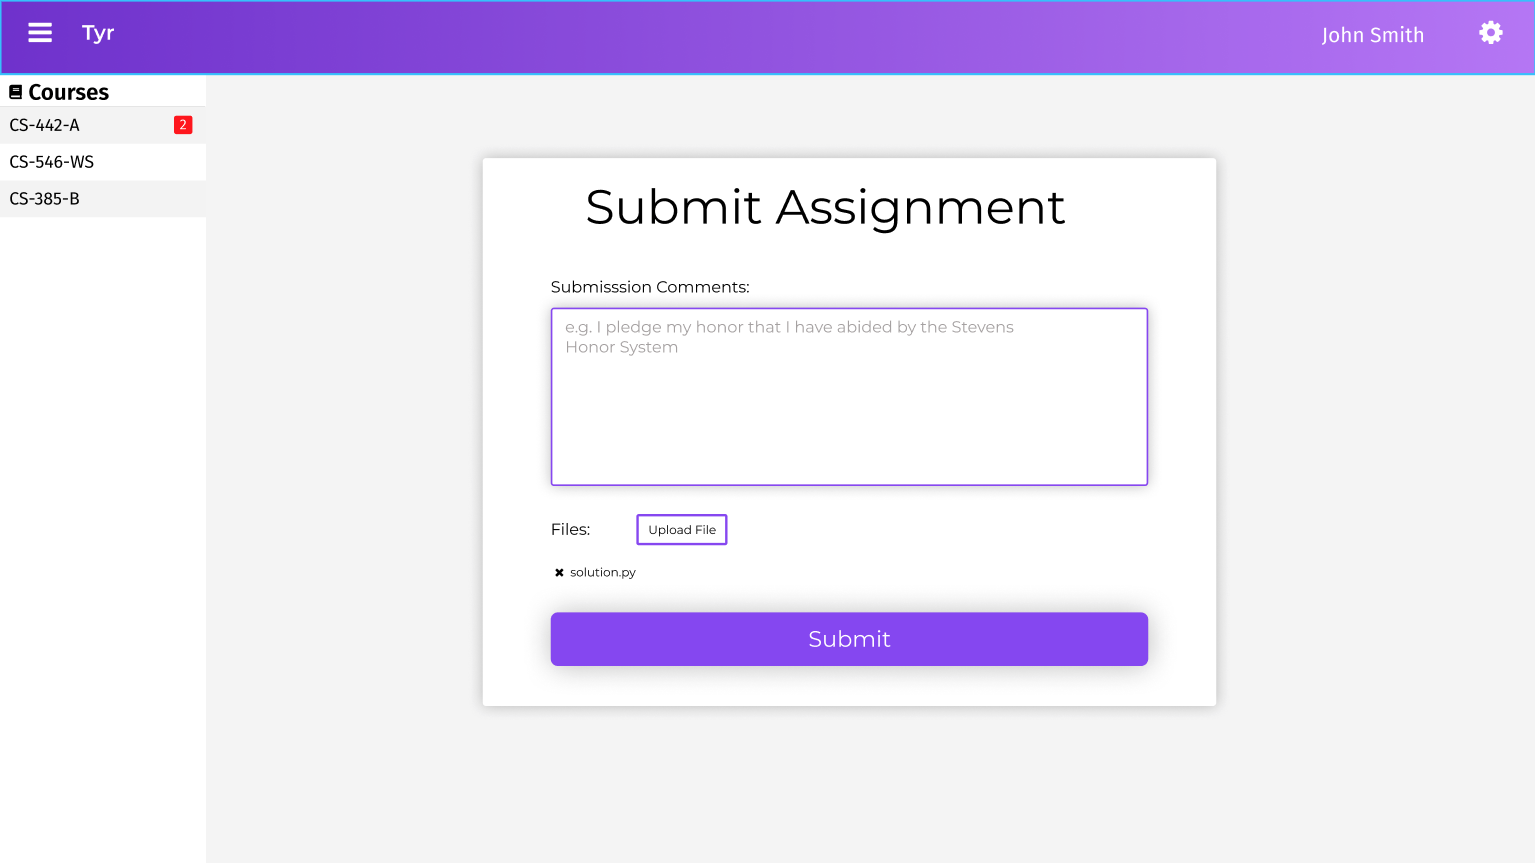 Tyr
John Smith
Courses
CS-442-A
2
CS-546-WS
CS-385-B
Submit Assignment
Submisssion Comments:
e.g. I pledge my honor that I have abided by the Stevens
Honor System
Files:
Upload File
solution.py
Submit